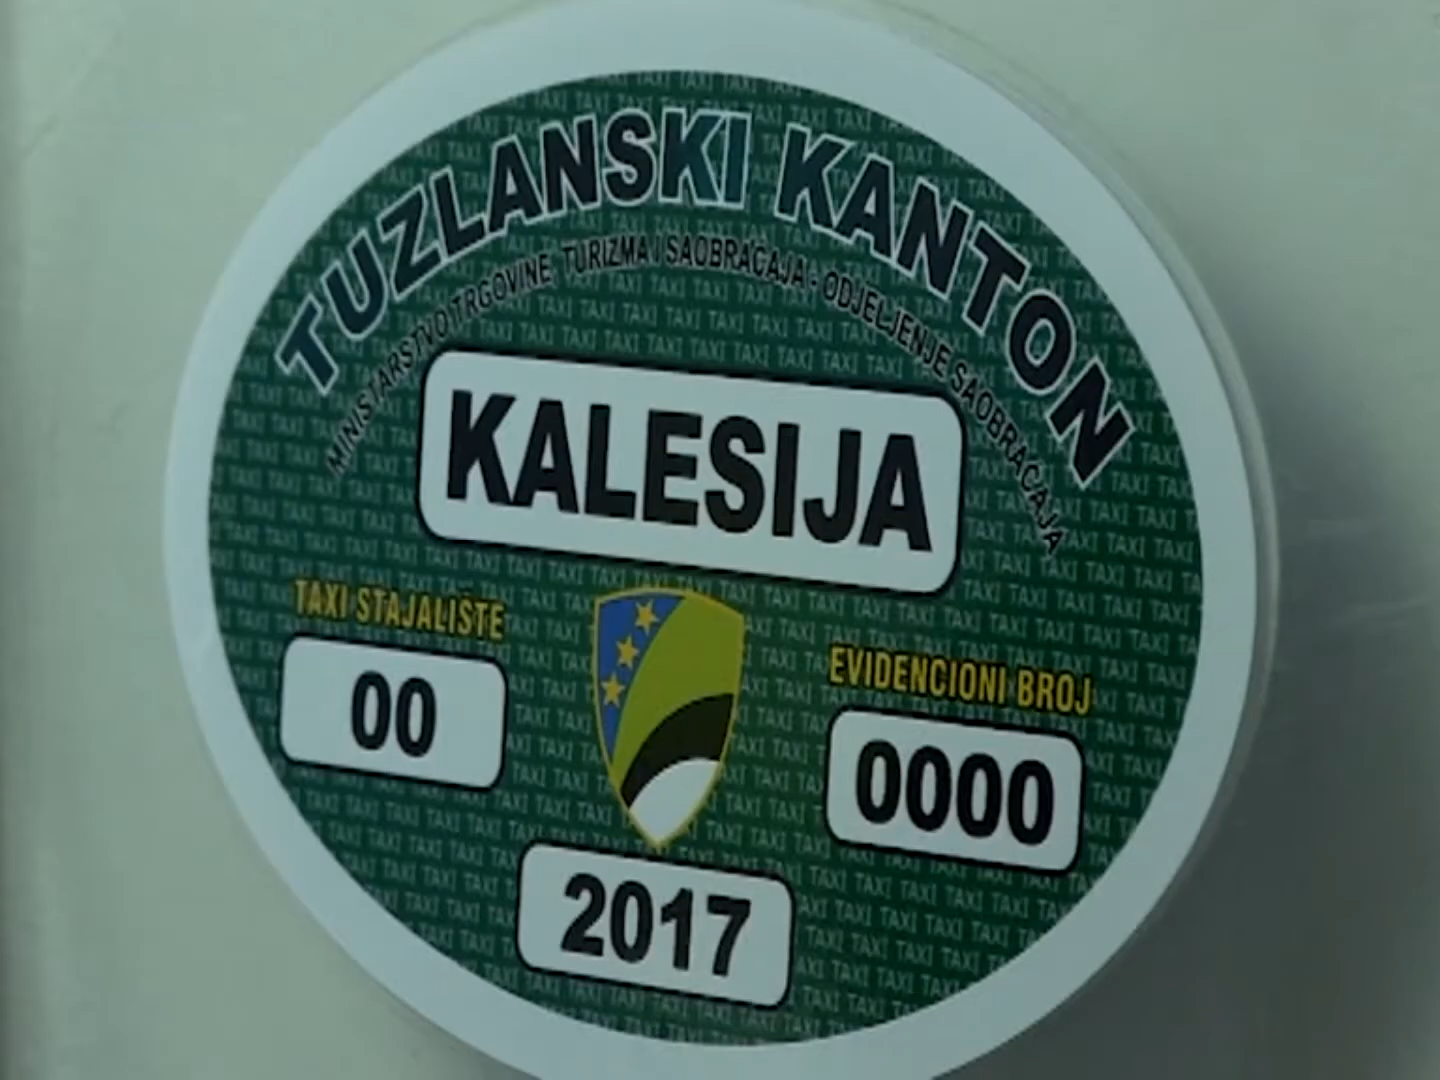 TUZLANSKI KANTON
MINISTARSTVO TRGOVINE, TURIZMA I SAOBRAĆAJA - ODJELJENJE SAOBRAĆAJA
KALESIJA
TAXI STAJALIŠTE
00
EVIDENCIONI BROJ
0000
2017